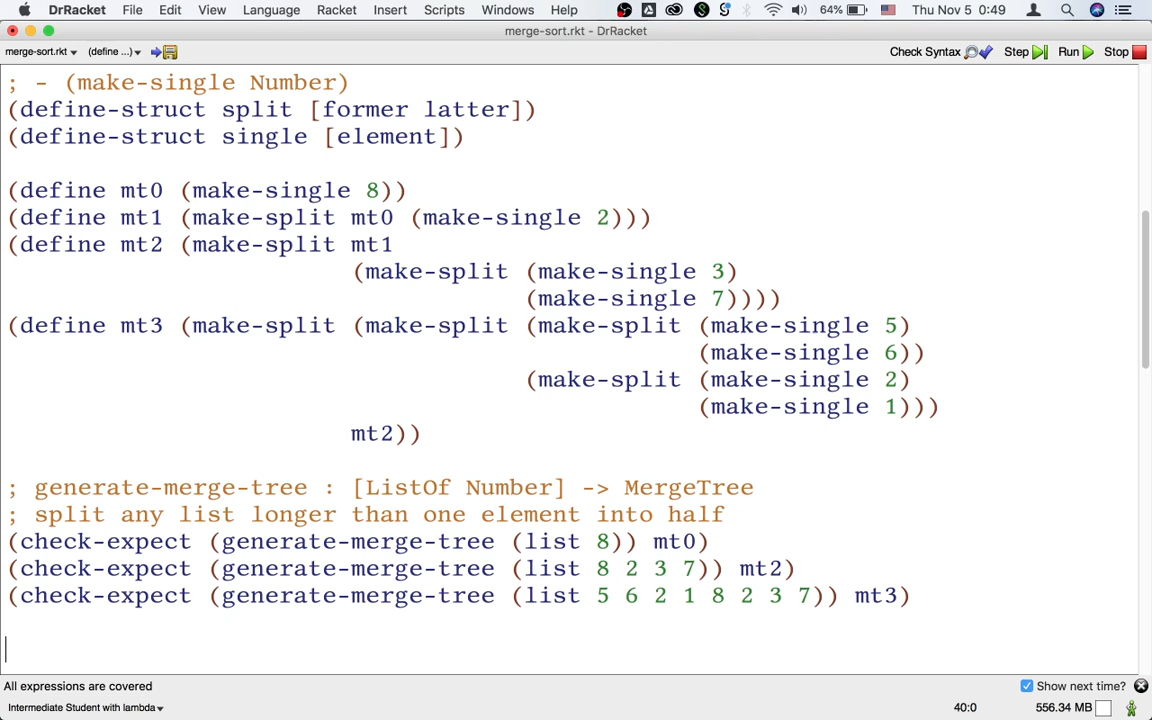 DrRacket File Edit View Language Racket Insert Scripts Windows Help 64% Thu Nov 5 0:49
merge-sort.rkt - DrRacket
merge-sort.rkt (define ...) Check Syntax Step Run Stop
; - (make-single Number)
(define-struct split [former latter])
(define-struct single [element])
(define mt0 (make-single 8))
(define mt1 (make-split mt0 (make-single 2)))
(define mt2 (make-split mt1
(make-split (make-single 3)
(make-single 7))))
(define mt3 (make-split (make-split (make-split (make-single 5)
(make-single 6))
(make-split (make-single 2)
(make-single 1)))
mt2))
; generate-merge-tree : [ListOf Number] -> MergeTree
; split any list longer than one element into half
(check-expect (generate-merge-tree (list 8)) mt0)
(check-expect (generate-merge-tree (list 8 2 3 7)) mt2)
(check-expect (generate-merge-tree (list 5 6 2 1 8 2 3 7)) mt3)
All expressions are covered Show next time?
Intermediate Student with lambda 40:0 556.34 MB